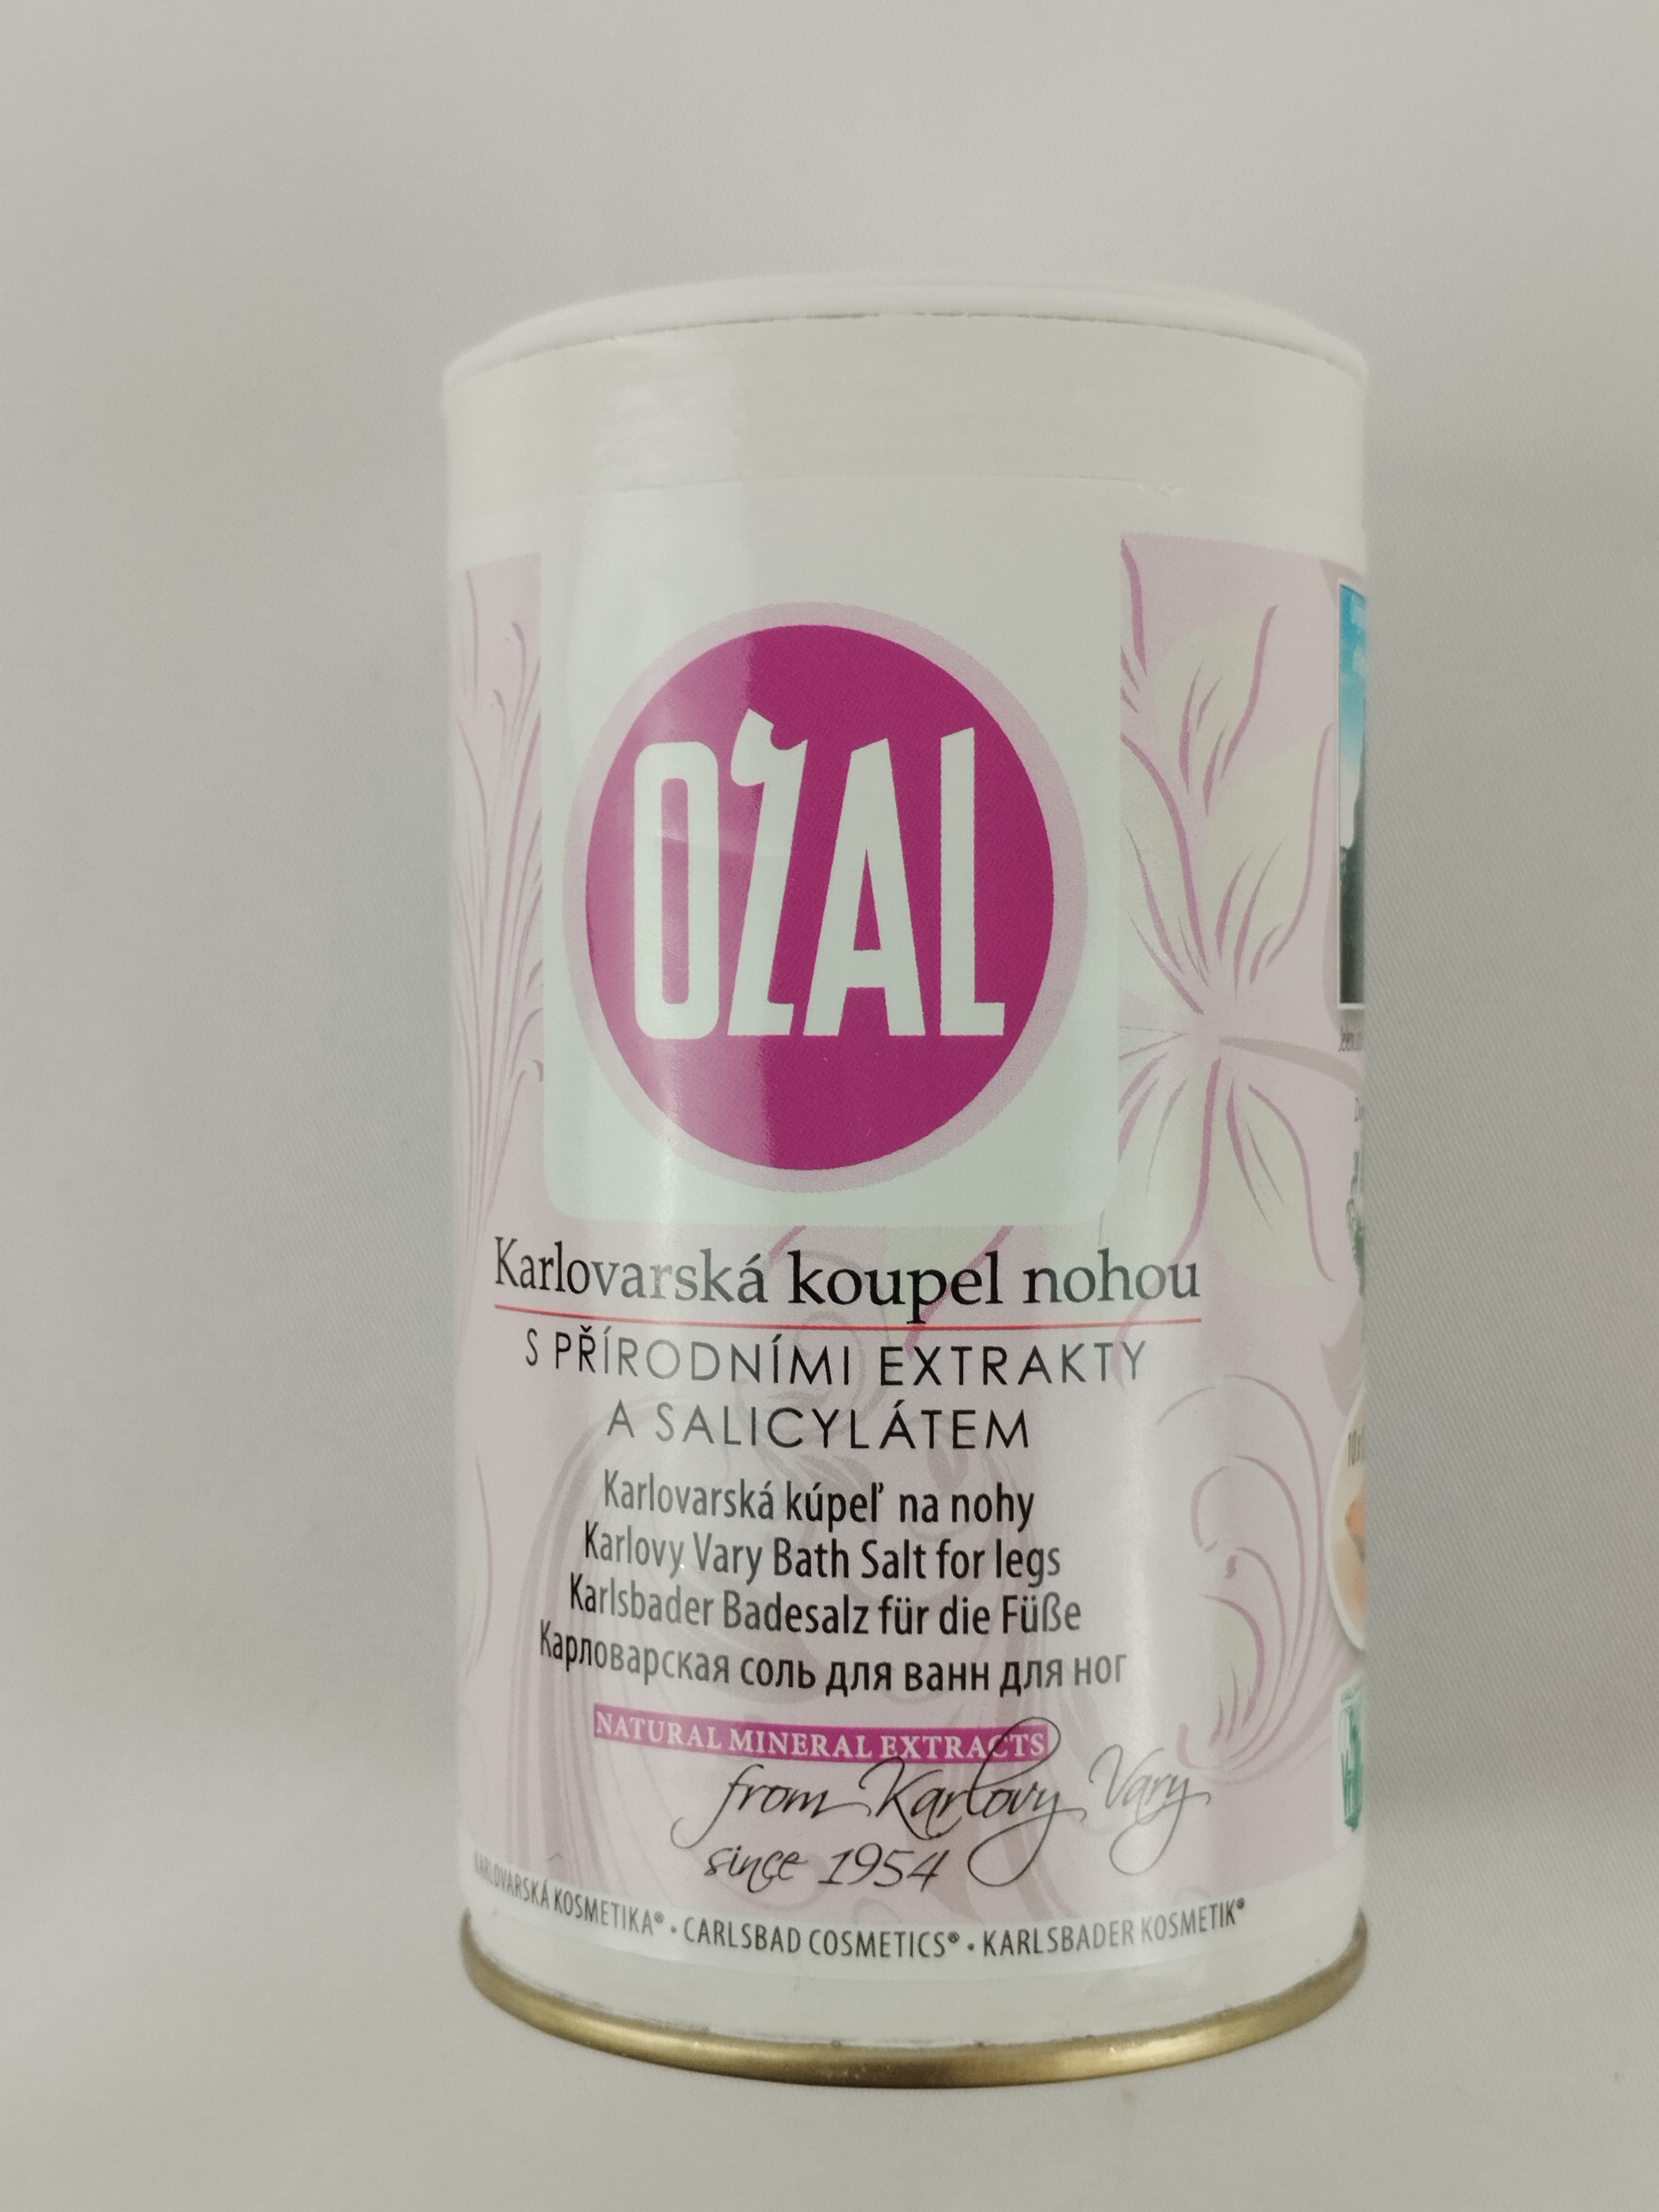 OŽAL
Karlovarská koupel nohou
S PŘÍRODNÍMI EXTRAKTY
A SALICYLÁTEM
Karlovarská kúpeľ na nohy
Karlovy Vary Bath Salt for legs
Karlsbader Badesalz für die Füße
Карловарская соль для ванн для ног
NATURAL MINERAL EXTRACTS
from Karlovy Vary
since 1954
KARLOVARSKÁ KOSMETIKA® • CARLSBAD COSMETICS® • KARLSBADER KOSMETIK®